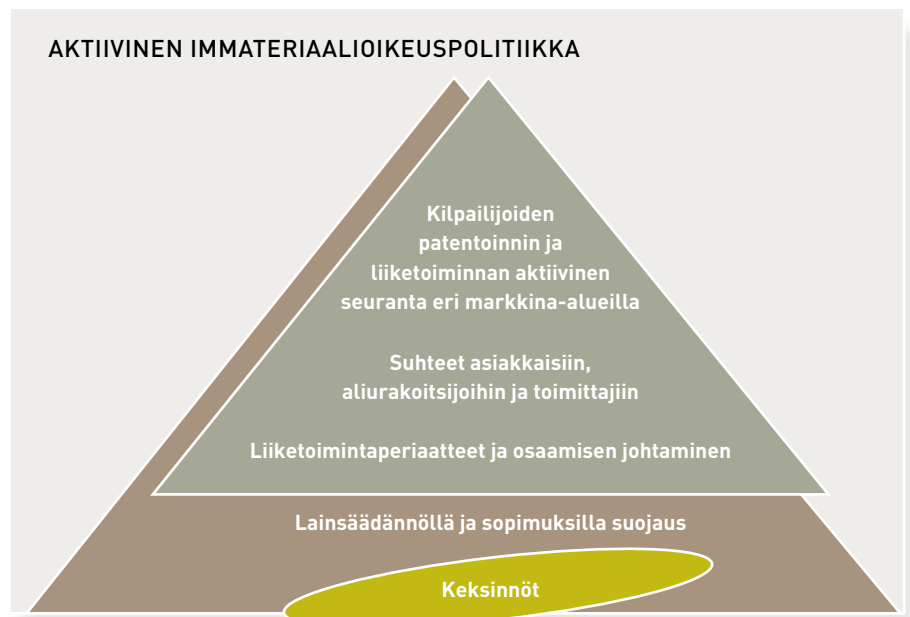 AKTIIVINEN IMMATERIAALIOIKEUSPOLITIIKKA
Kilpailijoiden
patentoinnin ja
liiketoiminnan aktiivinen
seuranta eri markkina-alueilla
Suhteet asiakkaisiin,
aliurakoitsijoihin ja toimittajiin
Liiketoimintaperiaatteet ja osaamisen johtaminen
Lainsäädännöllä ja sopimuksilla suojaus
Keksinnöt